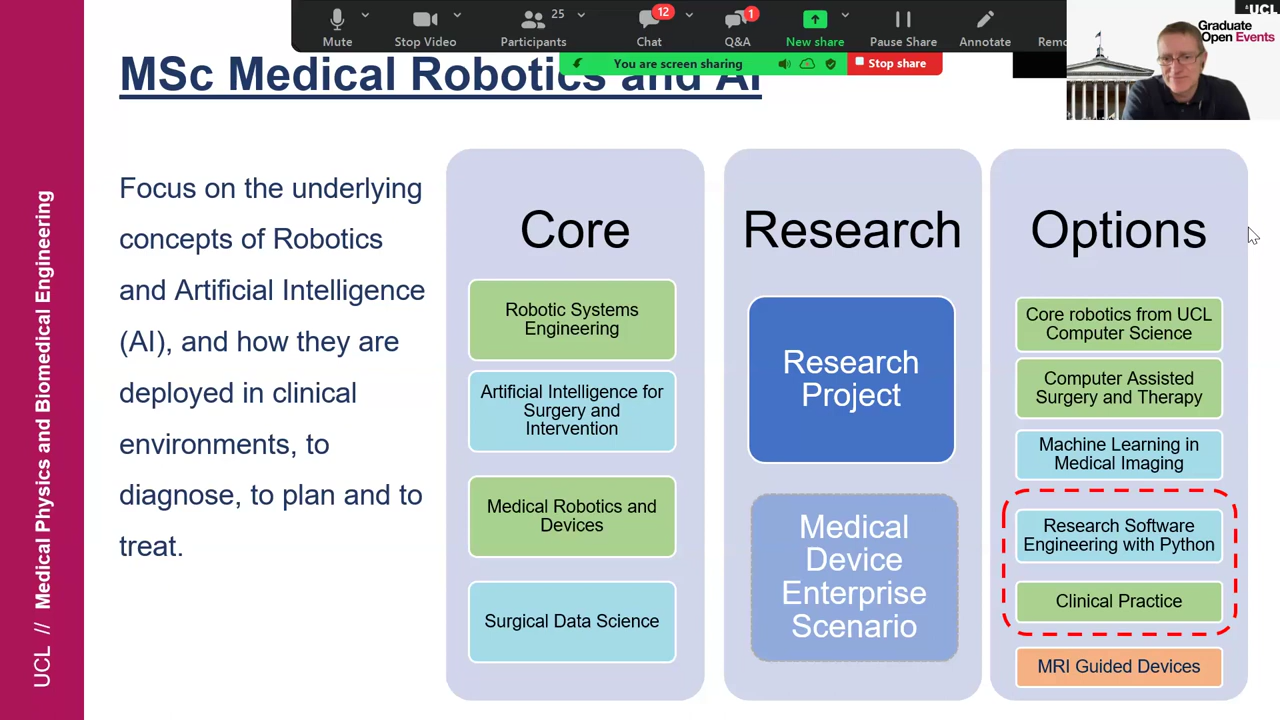 Mute
Stop Video
25
Participants
12
Chat
1
Q&A
New share
Pause Share
Annotate
You are screen sharing
Stop share
UCL
Graduate
Open Events
MSc Medical Robotics and AI
Focus on the underlying
concepts of Robotics
and Artificial Intelligence
(AI), and how they are
deployed in clinical
environments, to
diagnose, to plan and to
treat.
Core
Robotic Systems
Engineering
Artificial Intelligence for
Surgery and
Intervention
Medical Robotics and
Devices
Surgical Data Science
Research
Research
Project
Medical
Device
Enterprise
Scenario
Options
Core robotics from UCL
Computer Science
Computer Assisted
Surgery and Therapy
Machine Learning in
Medical Imaging
Research Software
Engineering with Python
Clinical Practice
MRI Guided Devices
UCL // Medical Physics and Biomedical Engineering